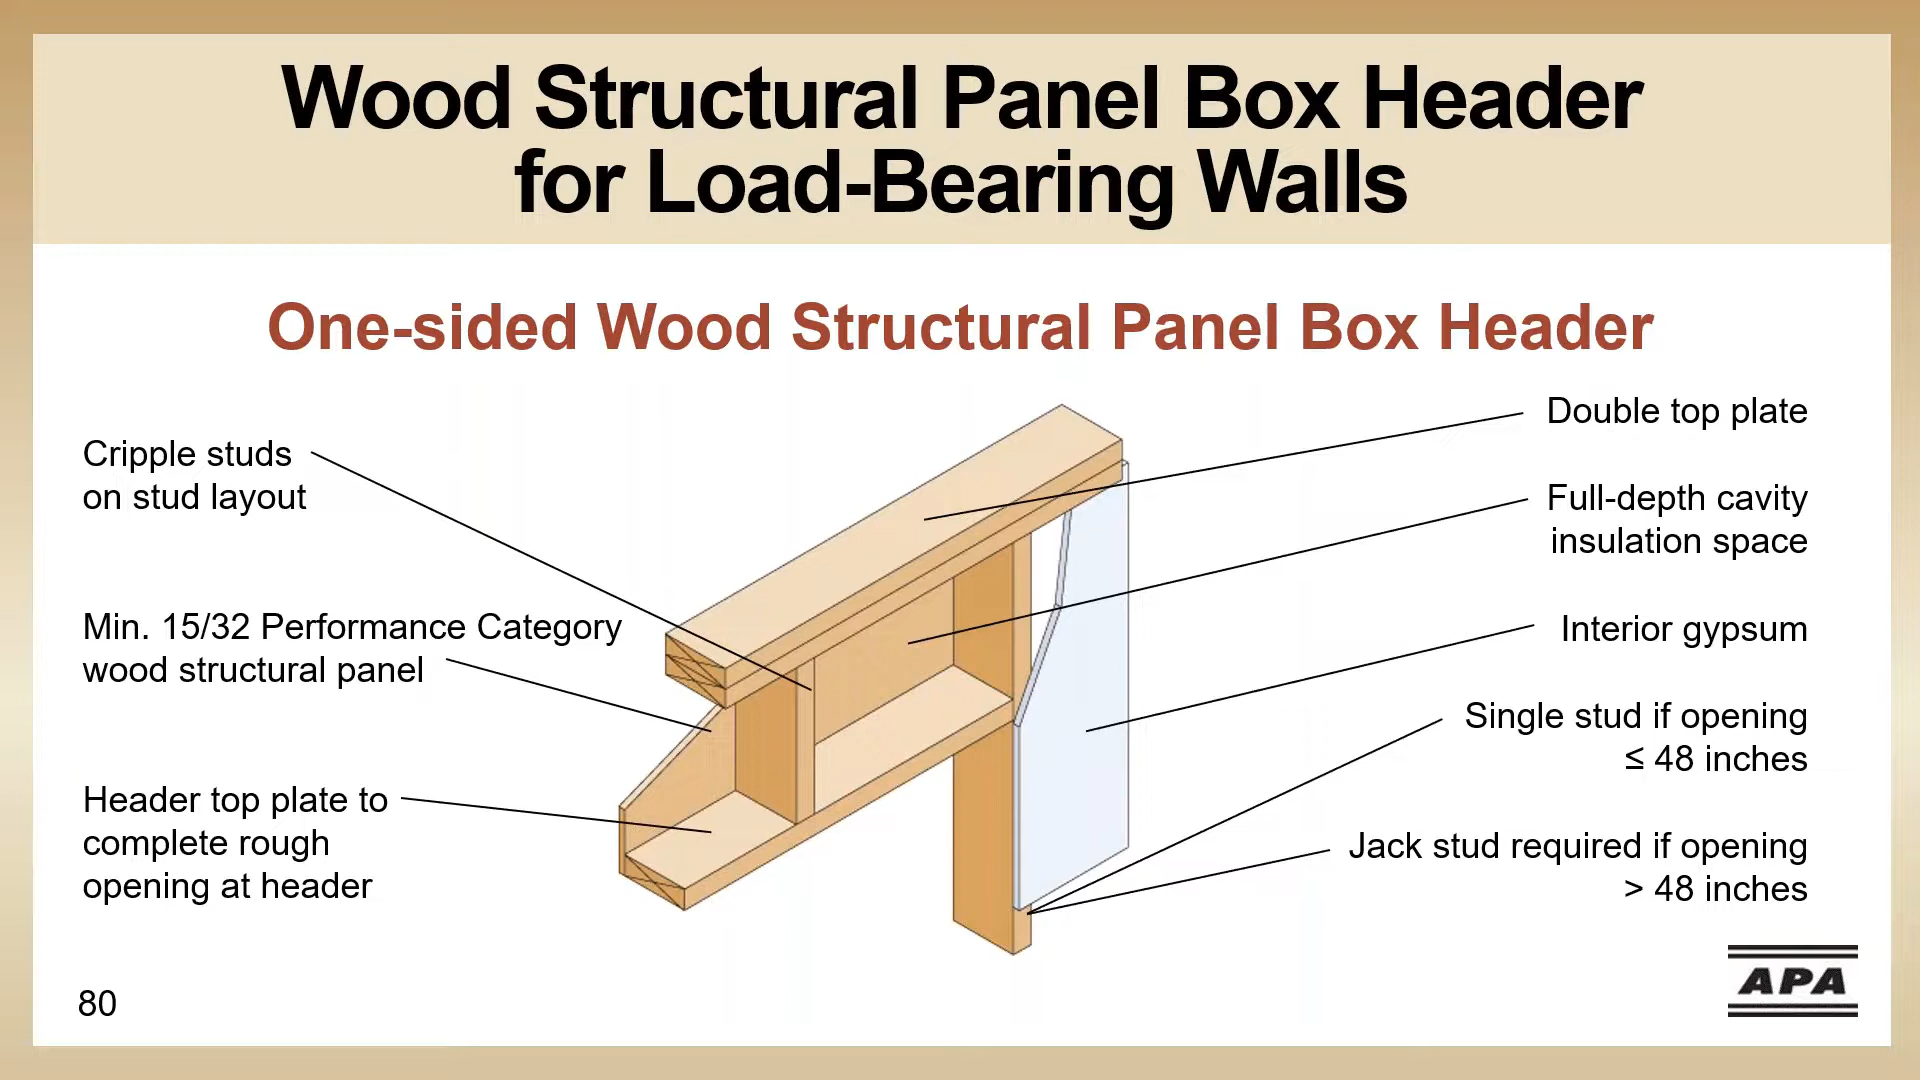 Wood Structural Panel Box Header
for Load-Bearing Walls
One-sided Wood Structural Panel Box Header
Cripple studs
on stud layout
Min. 15/32 Performance Category
wood structural panel
Header top plate to
complete rough
opening at header
Double top plate
Full-depth cavity
insulation space
Interior gypsum
Single stud if opening
≤ 48 inches
Jack stud required if opening
> 48 inches
80
APA